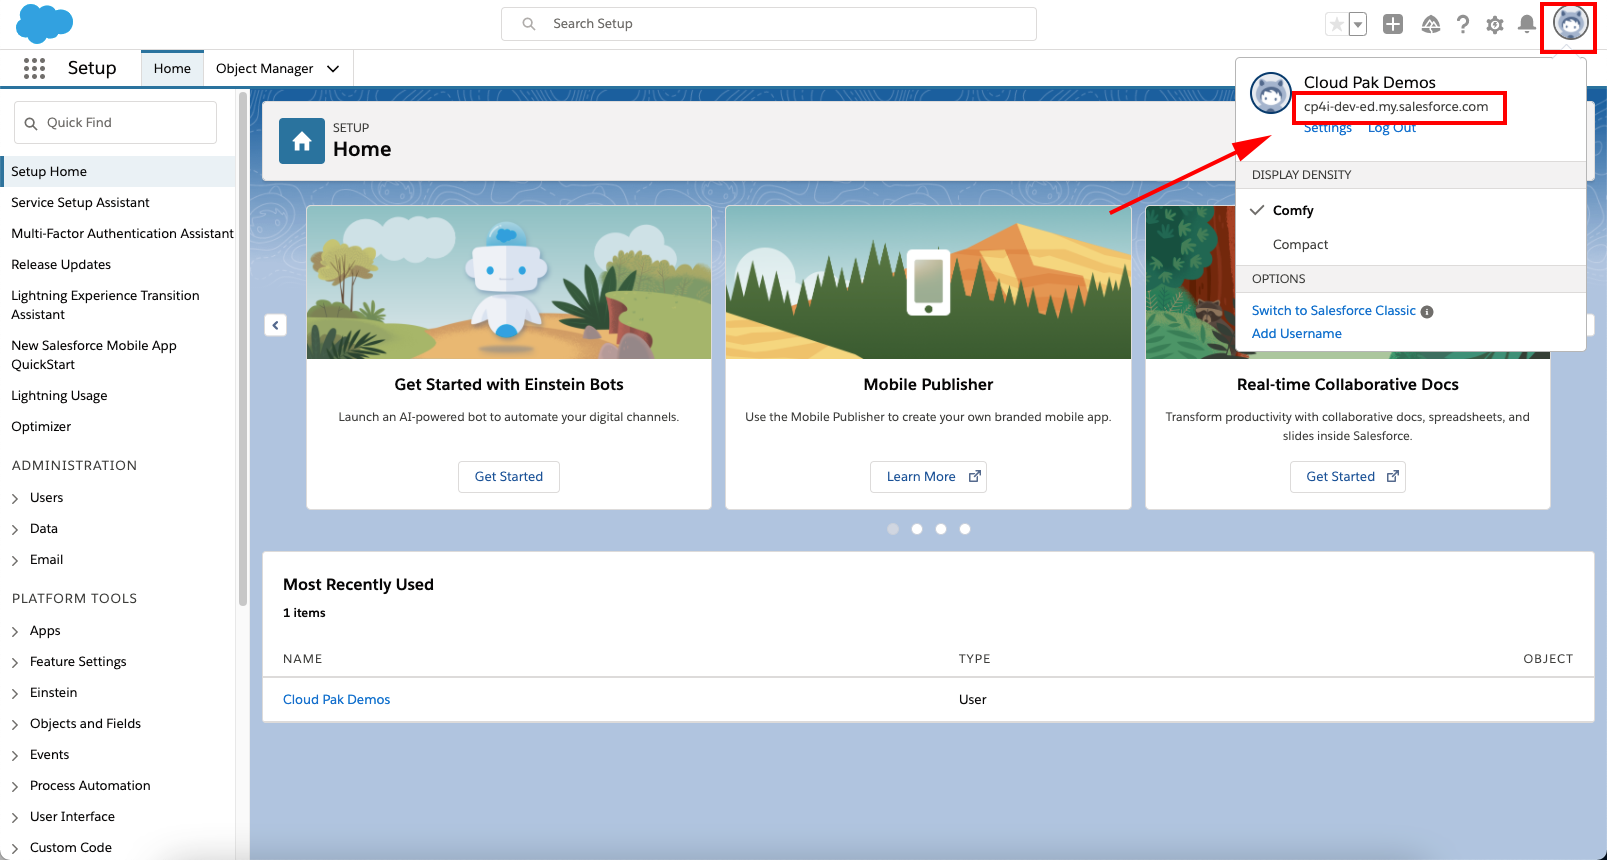 Search Setup
Setup
Home
Object Manager
Cloud Pak Demos
cp4i-dev-ed.my.salesforce.com
Settings Log Out
DISPLAY DENSITY
Comfy
Compact
OPTIONS
Switch to Salesforce Classic
Add Username
Quick Find
Setup Home
Service Setup Assistant
Multi-Factor Authentication Assistant
Release Updates
Lightning Experience Transition
Assistant
New Salesforce Mobile App
QuickStart
Lightning Usage
Optimizer
ADMINISTRATION
Users
Data
Email
PLATFORM TOOLS
Apps
Feature Settings
Einstein
Objects and Fields
Events
Process Automation
User Interface
Custom Code
SETUP
Home
Get Started with Einstein Bots
Launch an AI-powered bot to automate your digital channels.
Get Started
Mobile Publisher
Use the Mobile Publisher to create your own branded mobile app.
Learn More
Real-time Collaborative Docs
Transform productivity with collaborative docs, spreadsheets, and
slides inside Salesforce.
Get Started
Most Recently Used
1 items
NAME TYPE OBJECT
Cloud Pak Demos User